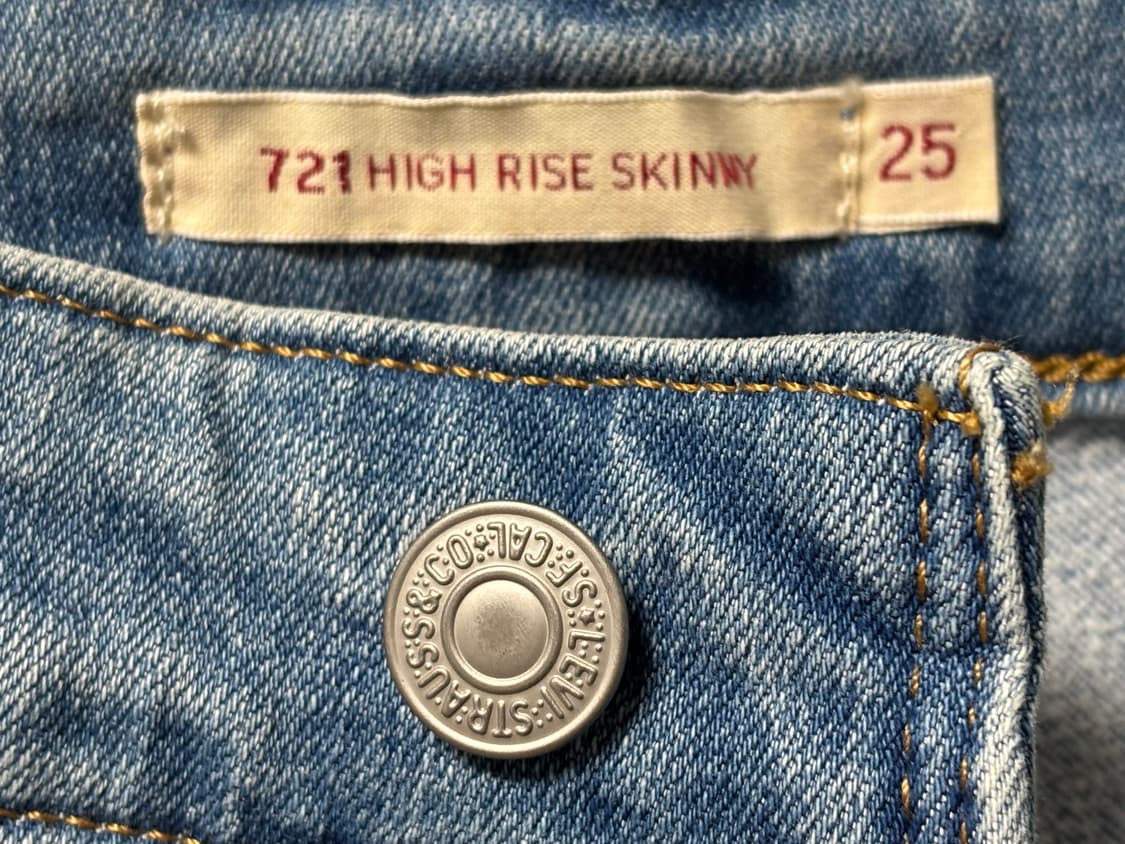 721 HIGH RISE SKINNY 25
LEVI STRAUSS & CO. S.F. CAL